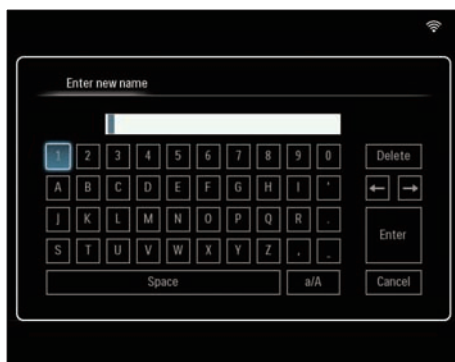 Enter new name
1 2 3 4 5 6 7 8 9 0 Delete
A B C D E F G H I ' ← →
J K L M N O P Q R .
Enter
S T U V W X Y Z , _
Space a/A Cancel